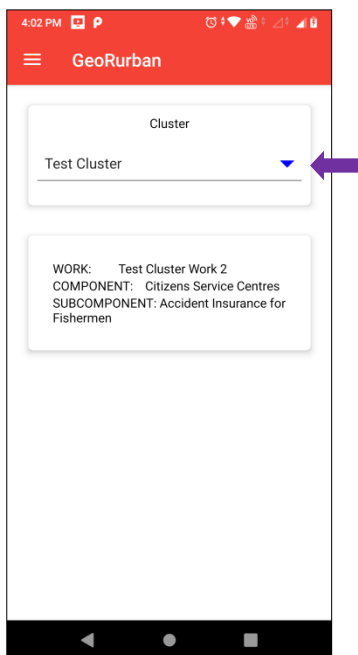 4:02 PM
GeoRurban
Cluster
Test Cluster
WORK: Test Cluster Work 2
COMPONENT: Citizens Service Centres
SUBCOMPONENT: Accident Insurance for
Fishermen